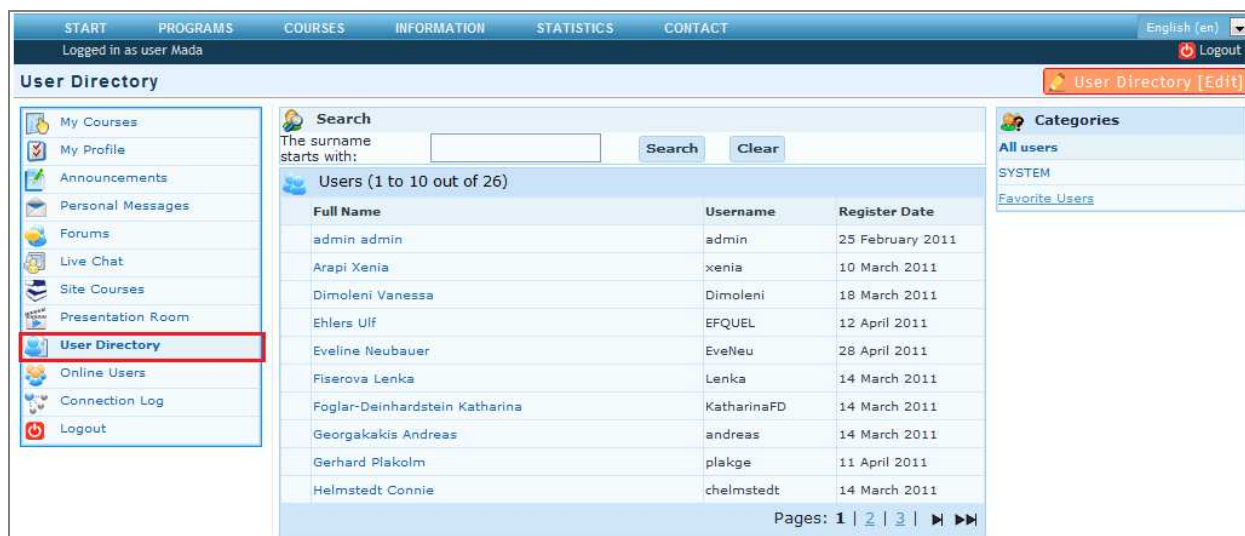 START PROGRAMS COURSES INFORMATION STATISTICS CONTACT English (en)
Logged in as user Mada Logout
User Directory User Directory [Edit]
My Courses
My Profile
Announcements
Personal Messages
Forums
Live Chat
Site Courses
Presentation Room
User Directory
Online Users
Connection Log
Logout
Search
The surname
starts with: Search Clear
Users (1 to 10 out of 26)
Full Name Username Register Date
admin admin admin 25 February 2011
Arapi Xenia xenia 10 March 2011
Dimoleni Vanessa Dimoleni 18 March 2011
Ehlers Ulf EFQUEL 12 April 2011
Eveline Neubauer EveNeu 28 April 2011
Fiserova Lenka Lenka 14 March 2011
Foglar-Deinhardstein Katharina KatharinaFD 14 March 2011
Georgakakis Andreas andreas 14 March 2011
Gerhard Plakolm plakge 11 April 2011
Helmstedt Connie chelmstedt 14 March 2011
Pages: 1 | 2 | 3 |
Categories
All users
SYSTEM
Favorite Users